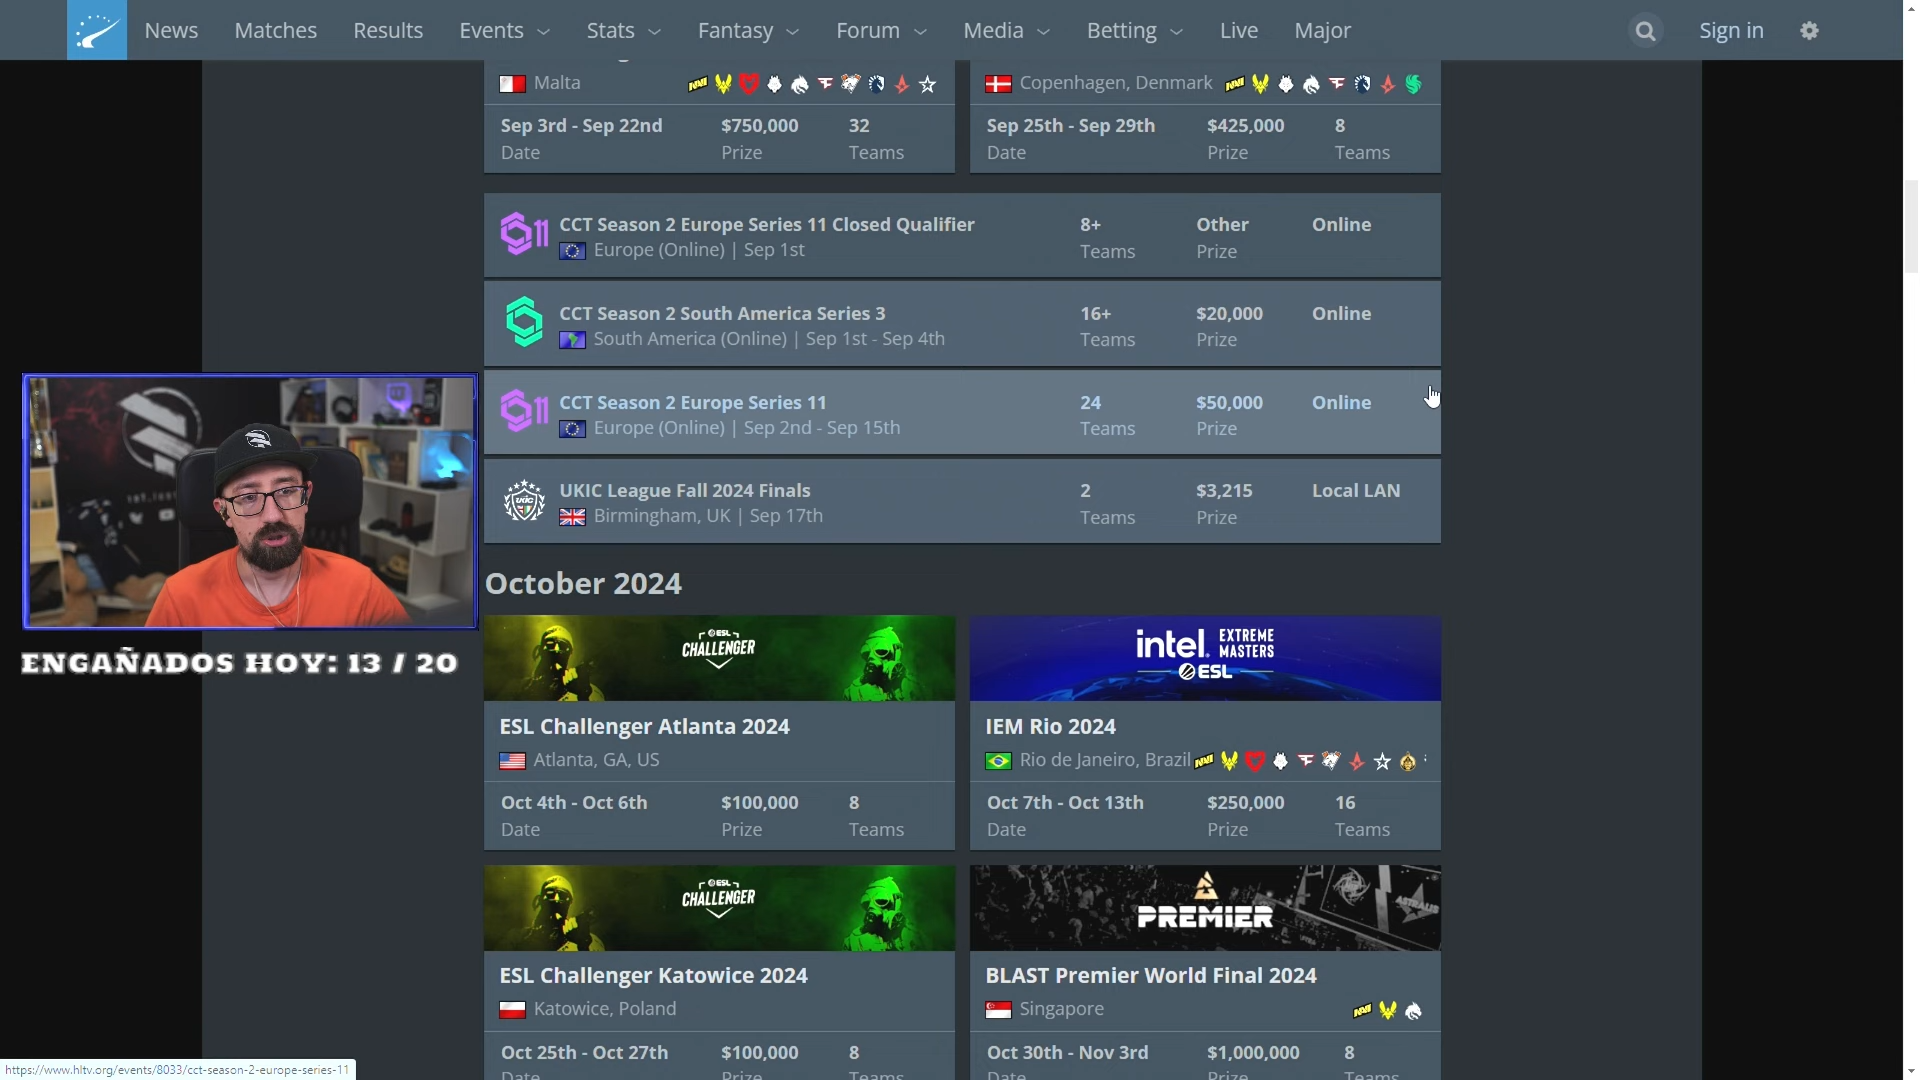 News Matches Results Events Stats Fantasy Forum Media Betting Live Major Sign in
Malta
Sep 3rd - Sep 22nd $750,000 32
Date Prize Teams
Copenhagen, Denmark
Sep 25th - Sep 29th $425,000 8
Date Prize Teams
CCT Season 2 Europe Series 11 Closed Qualifier 8+ Other Online
Europe (Online) | Sep 1st Teams Prize
CCT Season 2 South America Series 3 16+ $20,000 Online
South America (Online) | Sep 1st - Sep 4th Teams Prize
CCT Season 2 Europe Series 11 24 $50,000 Online
Europe (Online) | Sep 2nd - Sep 15th Teams Prize
UKIC League Fall 2024 Finals 2 $3,215 Local LAN
Birmingham, UK | Sep 17th Teams Prize
ENGAÑADOS HOY: 13 / 20
October 2024
ESL
CHALLENGER
ESL Challenger Atlanta 2024
Atlanta, GA, US
Oct 4th - Oct 6th $100,000 8
Date Prize Teams
intel. EXTREME
MASTERS
ESL
IEM Rio 2024
Rio de Janeiro, Brazil
Oct 7th - Oct 13th $250,000 16
Date Prize Teams
ESL
CHALLENGER
ESL Challenger Katowice 2024
Katowice, Poland
Oct 25th - Oct 27th $100,000 8
Date Prize Teams
PREMIER
ASTRALIS
BLAST Premier World Final 2024
Singapore
Oct 30th - Nov 3rd $1,000,000 8
Date Prize Teams
https://www.hltv.org/events/8033/cct-season-2-europe-series-11